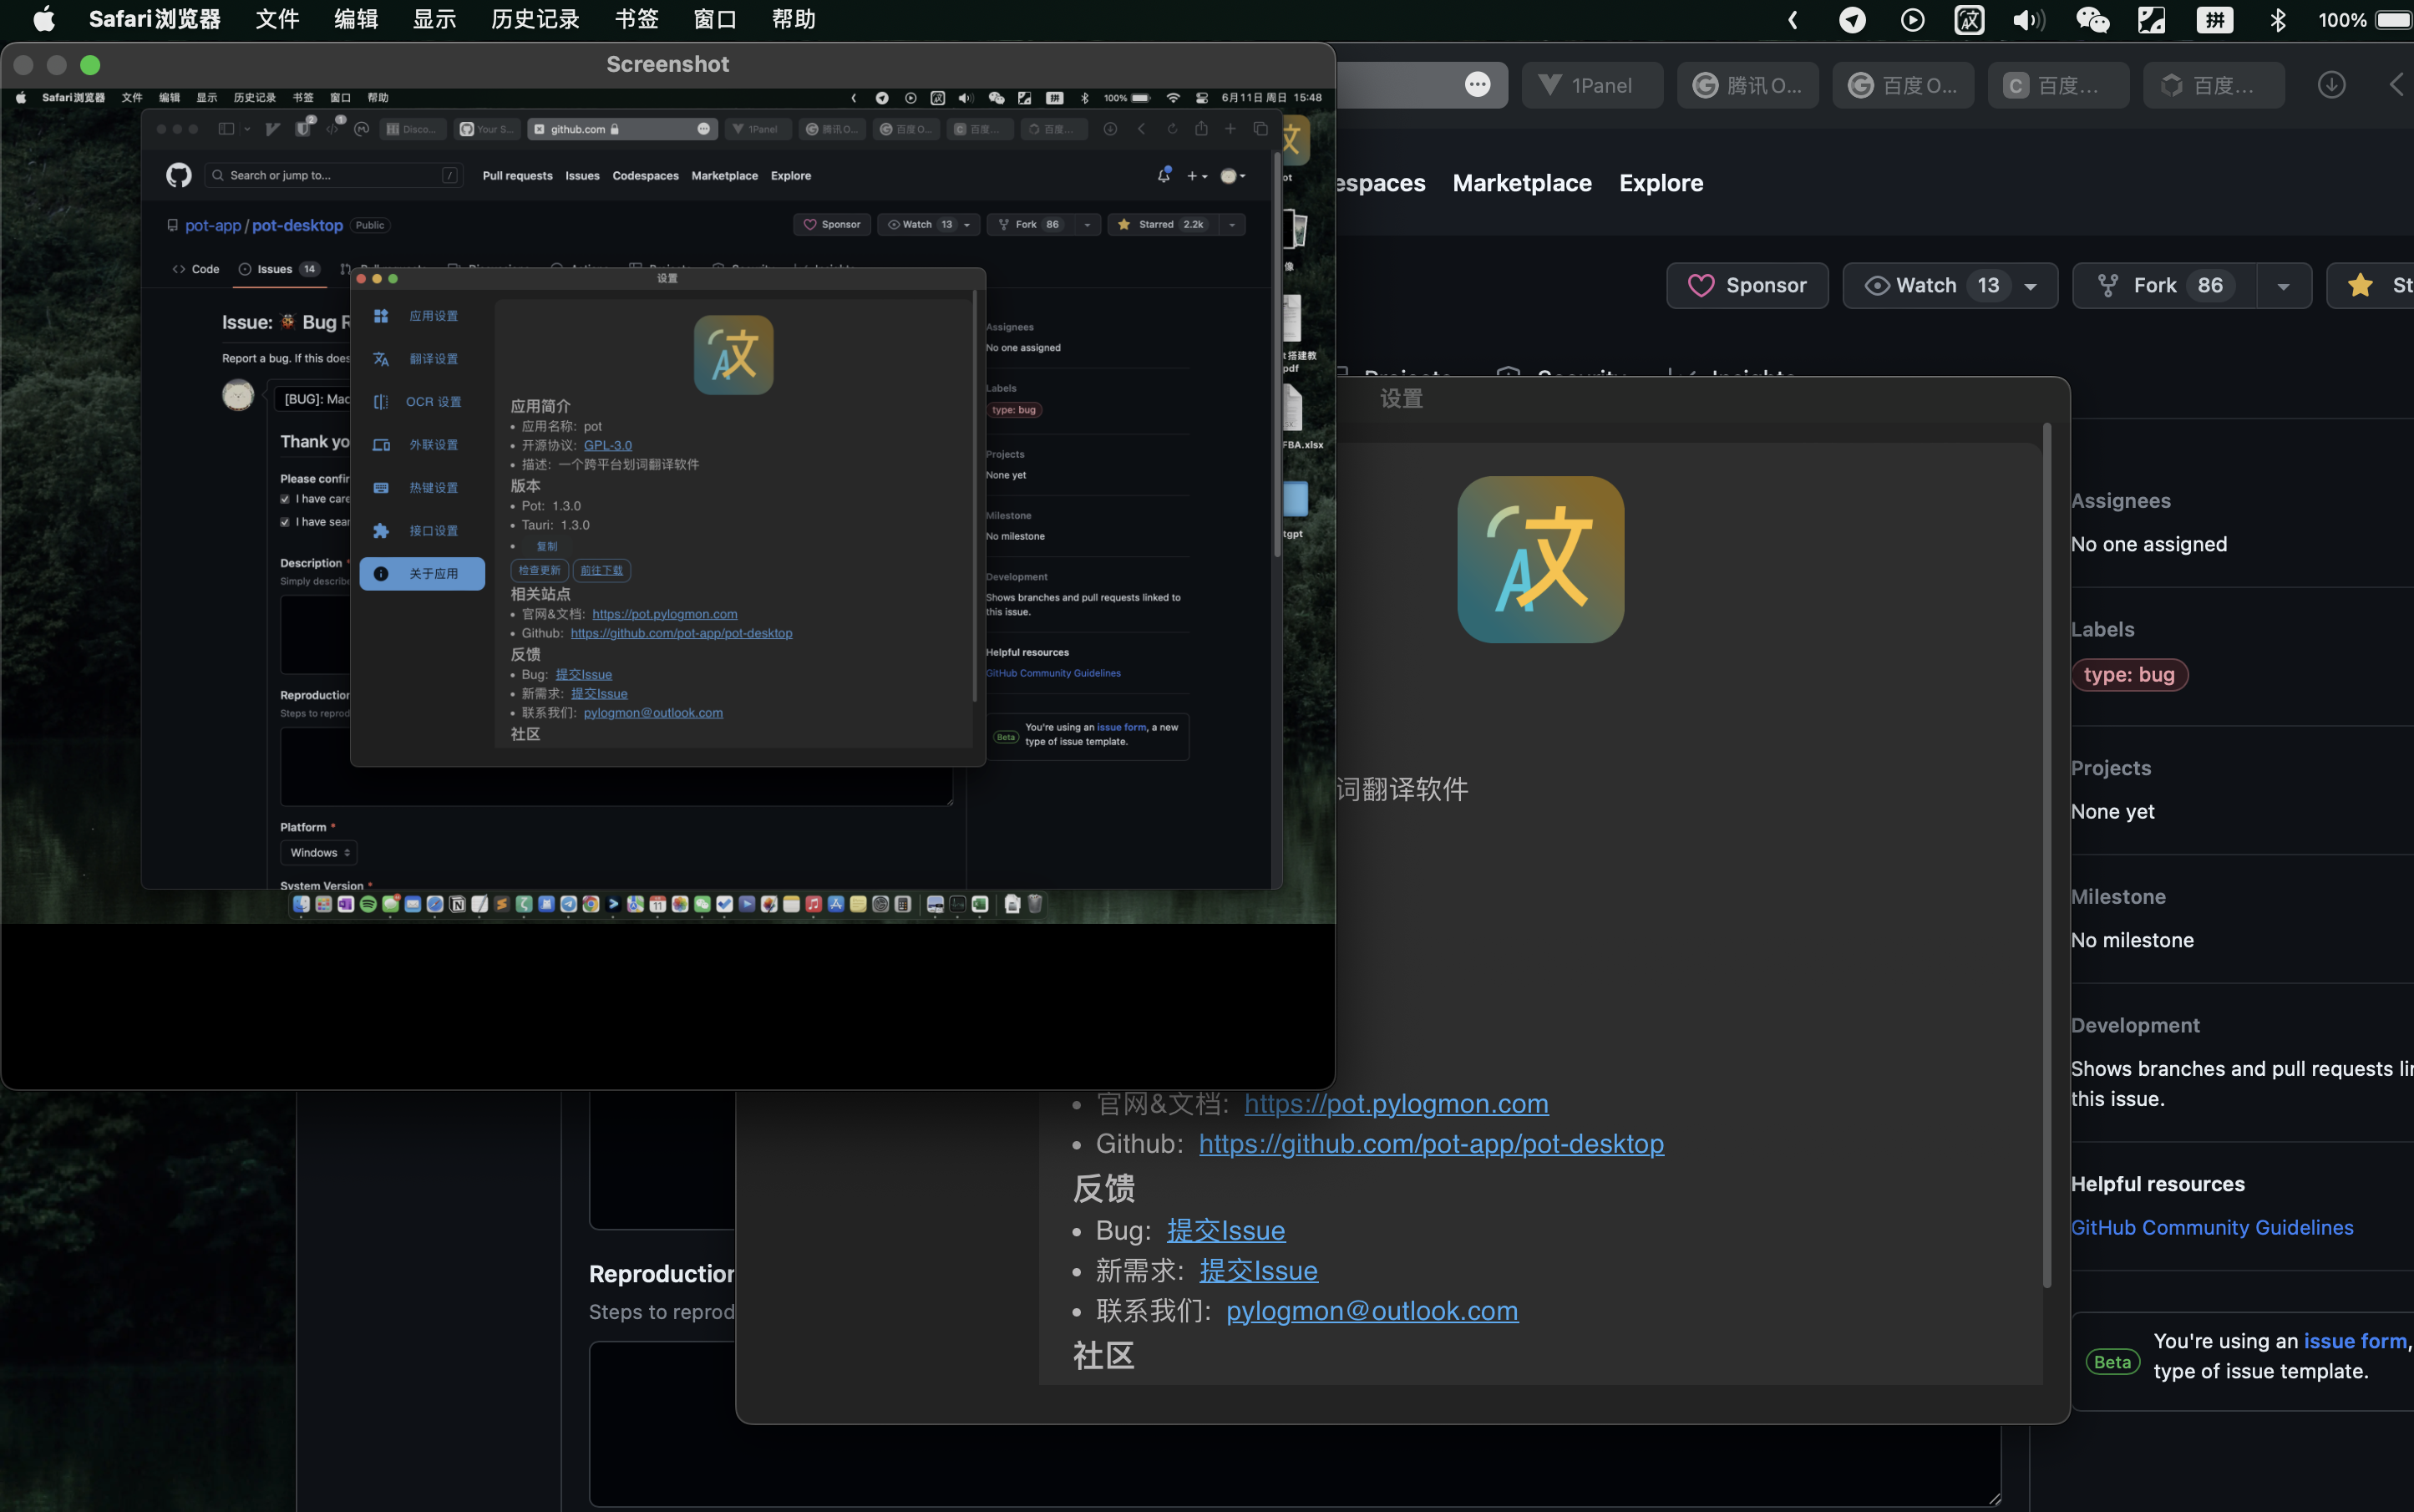 Safari浏览器 文件 编辑 显示 历史记录 书签 窗口 帮助 拼 100%
Screenshot
Safari浏览器 文件 编辑 显示 历史记录 书签 窗口 帮助 拼 100% 6月11日 周日 15:48
2 1 Disco... Your S... github.com 1Panel 腾讯 O... 百度 O... 百度... 百度...
Search or jump to... / Pull requests Issues Codespaces Marketplace Explore
pot-app / pot-desktop Public Sponsor Watch 13 Fork 86 Starred 2.2k
Code Issues 14
设置
Issue: Bug R
Report a bug. If this does
[BUG]: Mac
Thank yo
Please confir
I have care
I have sear
Description *
Simply describe
Reproduction
Steps to reprod
Platform *
Windows
System Version *
应用设置
翻译设置
OCR 设置
外联设置
热键设置
接口设置
关于应用
文
A
应用简介
• 应用名称: pot
• 开源协议: GPL-3.0
• 描述: 一个跨平台划词翻译软件
版本
• Pot: 1.3.0
• Tauri: 1.3.0
• 复制
检查更新 前往下载
相关站点
• 官网&文档: https://pot.pylogmon.com
• Github: https://github.com/pot-app/pot-desktop
反馈
• Bug: 提交Issue
• 新需求: 提交Issue
• 联系我们: pylogmon@outlook.com
社区
Assignees
No one assigned
Labels
type: bug
Projects
None yet
Milestone
No milestone
Development
Shows branches and pull requests linked to
this issue.
Helpful resources
GitHub Community Guidelines
Beta You're using an issue form, a new
type of issue template.
ot
像
t 搭建教
pdf
FBA.xlsx
tgpt
1Panel 腾讯 O... 百度 O... 百度... 百度...
espaces Marketplace Explore
Sponsor Watch 13 Fork 86 St
Projects Security Insights
设置
文
A
词翻译软件
• 官网&文档: https://pot.pylogmon.com
• Github: https://github.com/pot-app/pot-desktop
反馈
• Bug: 提交Issue
• 新需求: 提交Issue
• 联系我们: pylogmon@outlook.com
社区
Reproduction
Steps to reprod
Assignees
No one assigned
Labels
type: bug
Projects
None yet
Milestone
No milestone
Development
Shows branches and pull requests li
this issue.
Helpful resources
GitHub Community Guidelines
Beta You're using an issue form,
type of issue template.